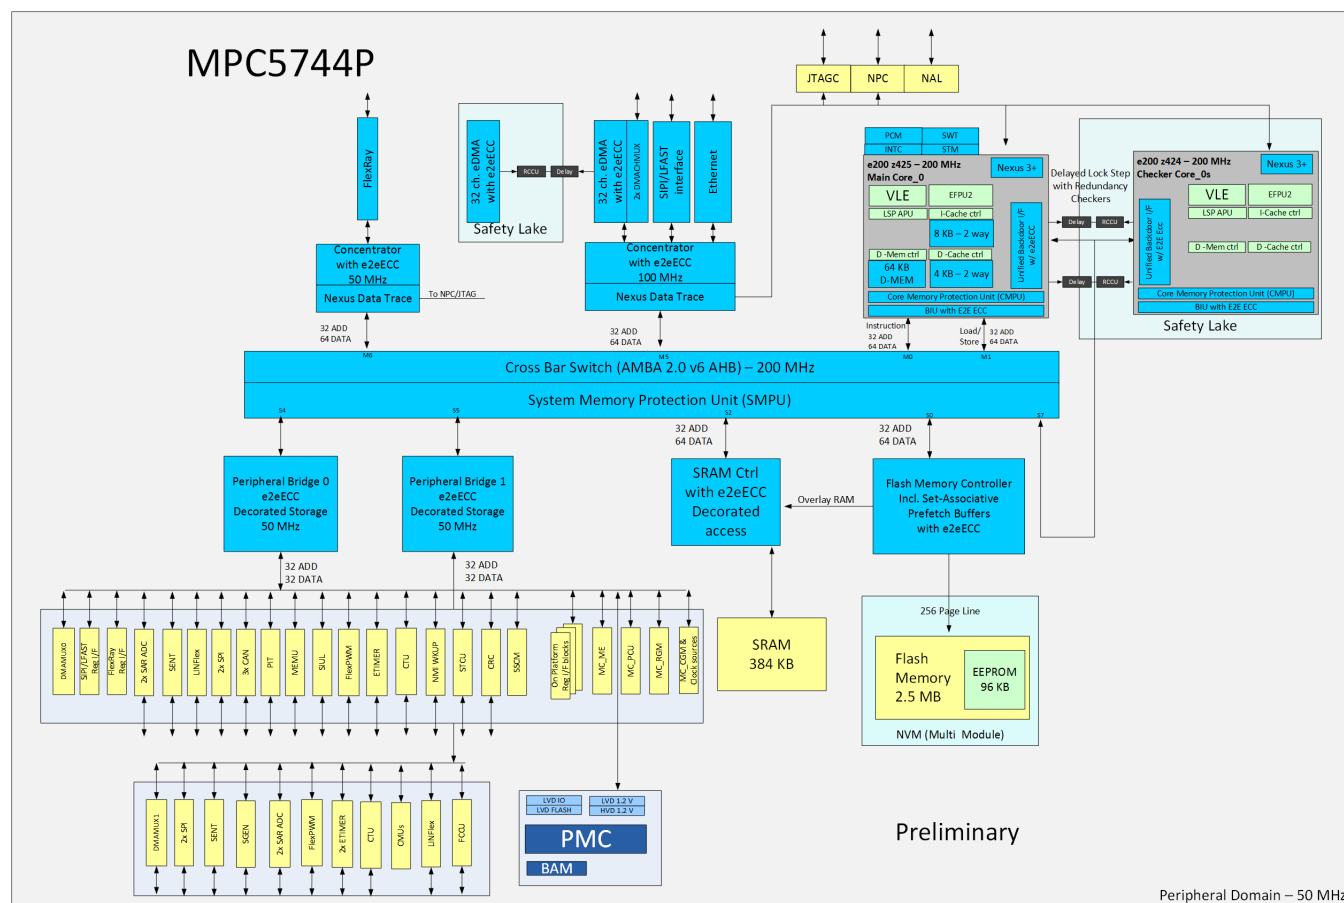 MPC5744P
JTAGC
NPC
NAL
FlexRay
32 ch. eDMA
with e2eECC
RCCU
Delay
Safety Lake
32 ch. eDMA
with e2eECC
2x DMACHMUX
SIPI/LFAST
interface
Ethernet
PCM
SWT
INTC
STM
e200 z425 – 200 MHz
Main Core_0
Nexus 3+
VLE
EFPU2
LSP APU
I-Cache ctrl
8 KB – 2 way
D -Mem ctrl
D -Cache ctrl
64 KB
D-MEM
4 KB – 2 way
Unified Backdoor I/F
w/ e2eECC
Core Memory Protection Unit (CMPU)
BIU with E2E ECC
Delayed Lock Step
with Redundancy
Checkers
Delay
RCCU
Delay
RCCU
e200 z424 – 200 MHz
Checker Core_0s
Nexus 3+
VLE
EFPU2
LSP APU
I-Cache ctrl
D -Mem ctrl
D -Cache ctrl
Unified Backdoor I/F
w/ E2E Ecc
Core Memory Protection Unit (CMPU)
BIU with E2E ECC
Safety Lake
Concentrator
with e2eECC
50 MHz
Nexus Data Trace
To NPC/JTAG
Concentrator
with e2eECC
100 MHz
Nexus Data Trace
32 ADD
64 DATA
M6
32 ADD
64 DATA
M5
Instruction
32 ADD
64 DATA
M0
Load/
Store
32 ADD
64 DATA
M1
Cross Bar Switch (AMBA 2.0 v6 AHB) – 200 MHz
System Memory Protection Unit (SMPU)
S4
S5
S2
S0
S7
32 ADD
64 DATA
32 ADD
64 DATA
Peripheral Bridge 0
e2eECC
Decorated Storage
50 MHz
Peripheral Bridge 1
e2eECC
Decorated Storage
50 MHz
SRAM Ctrl
with e2eECC
Decorated
access
Overlay RAM
Flash Memory Controller
Incl. Set-Associative
Prefetch Buffers
with e2eECC
32 ADD
32 DATA
32 ADD
32 DATA
DMAMUX0
SIPI/LFAST
Reg I/F
FlexRay
Reg I/F
2x SAR ADC
SENT
LINFlex
2x SPI
3x CAN
PIT
MEMU
SIUL
FlexPWM
ETIMER
CTU
NMI WKUP
STCU
CRC
SSCM
On Platform
Reg I/F blocks
MC_ME
MC_PCU
MC_RGM
MC_CGM &
Clock sources
SRAM
384 KB
256 Page Line
Flash
Memory
2.5 MB
EEPROM
96 KB
NVM (Multi Module)
DMAMUX1
2x SPI
SENT
SGEN
2x SAR ADC
FlexPWM
2x ETIMER
CTU
CMUs
LINFlex
FCCU
LVD IO
LVD 1.2 V
LVD FLASH
HVD 1.2 V
PMC
BAM
Preliminary
Peripheral Domain – 50 MHz